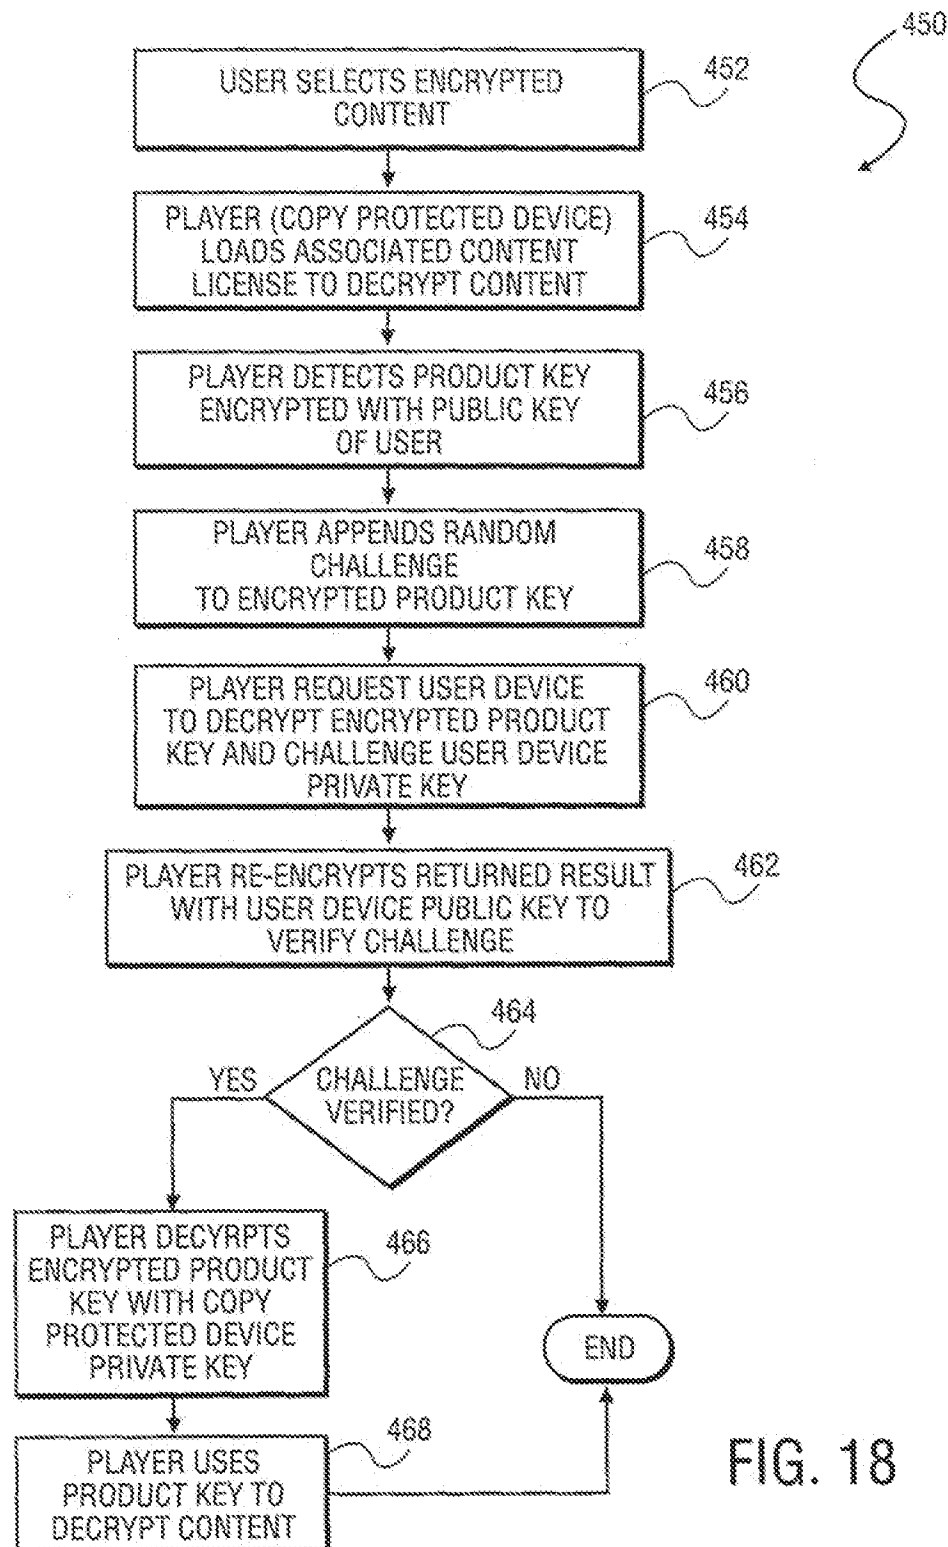 450
USER SELECTS ENCRYPTED
CONTENT
452
PLAYER (COPY PROTECTED DEVICE)
LOADS ASSOCIATED CONTENT
LICENSE TO DECRYPT CONTENT
454
PLAYER DETECTS PRODUCT KEY
ENCRYPTED WITH PUBLIC KEY
OF USER
456
PLAYER APPENDS RANDOM
CHALLENGE
TO ENCRYPTED PRODUCT KEY
458
PLAYER REQUEST USER DEVICE
TO DECRYPT ENCRYPTED PRODUCT
KEY AND CHALLENGE USER DEVICE
PRIVATE KEY
460
PLAYER RE-ENCRYPTS RETURNED RESULT
WITH USER DEVICE PUBLIC KEY TO
VERIFY CHALLENGE
462
464
YES
CHALLENGE
VERIFIED?
NO
PLAYER DECYRPTS
ENCRYPTED PRODUCT
KEY WITH COPY
PROTECTED DEVICE
PRIVATE KEY
466
END
PLAYER USES
PRODUCT KEY TO
DECRYPT CONTENT
468
FIG. 18